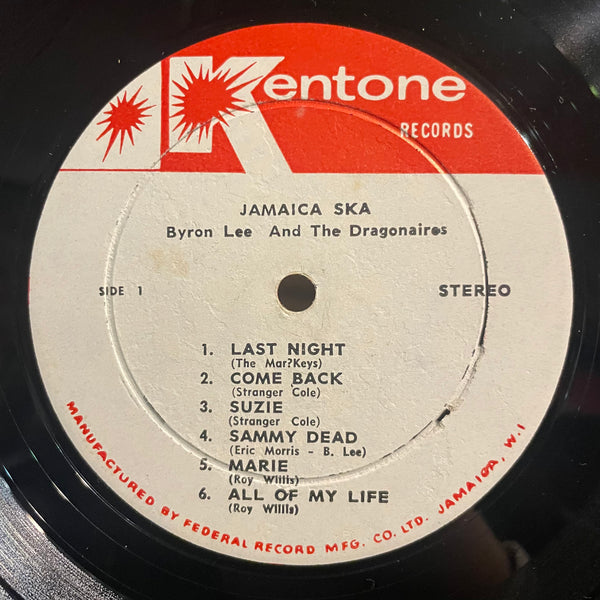 Kentone
RECORDS
JAMAICA SKA
Byron Lee And The Dragonaires
SIDE 1
STEREO
1. LAST NIGHT
(The Mar?Keys)
2. COME BACK
(Stranger Cole)
3. SUZIE
(Stranger Cole)
4. SAMMY DEAD
(Eric Morris - B. Lee)
5. MARIE
(Roy Willis)
6. ALL OF MY LIFE
(Roy Willis)
MANUFACTURED BY FEDERAL RECORD MFG. CO. LTD. JAMAICA, W.I